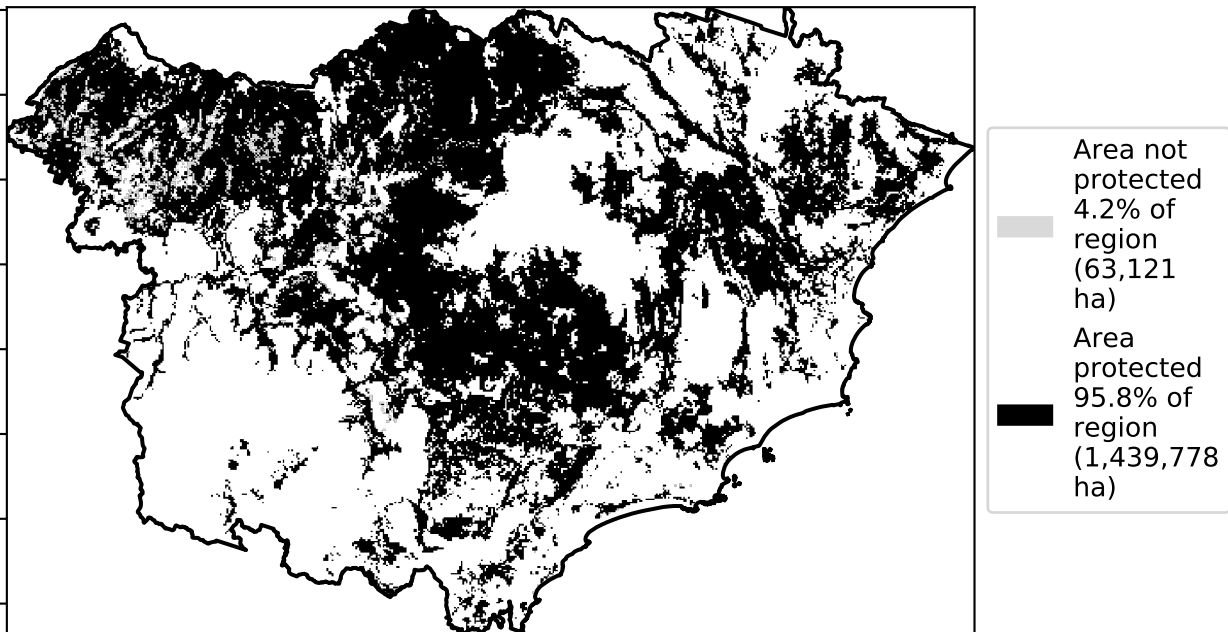 Area not
protected
4.2% of
region
(63,121
ha)
Area
protected
95.8% of
region
(1,439,778
ha)